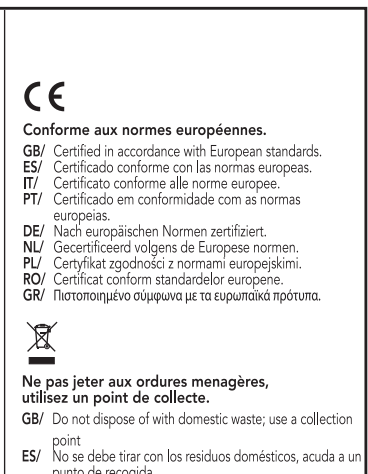 CE
Conforme aux normes européennes.
GB/ Certified in accordance with European standards.
ES/ Certificado conforme con las normas europeas.
IT/ Certificato conforme alle norme europee.
PT/ Certificado em conformidade com as normas
europeias.
DE/ Nach europäischen Normen zertifiziert.
NL/ Gecertificeerd volgens de Europese normen.
PL/ Certyfikat zgodności z normami europejskimi.
RO/ Certificat conform standardelor europene.
GR/ Πιστοποιημένο σύμφωνα με τα ευρωπαϊκά πρότυπα.
Ne pas jeter aux ordures menagères,
utilisez un point de collecte.
GB/ Do not dispose of with domestic waste; use a collection
point
ES/ No se debe tirar con los residuos domésticos, acuda a un
punto de recogida